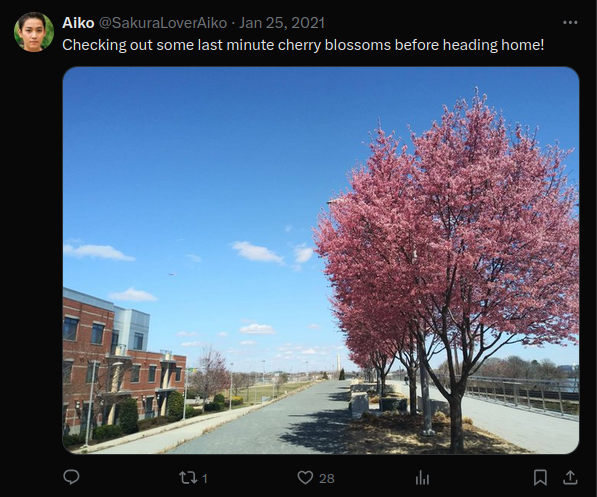 Aiko @SakuraLoverAiko · Jan 25, 2021
Checking out some last minute cherry blossoms before heading home!
1
28